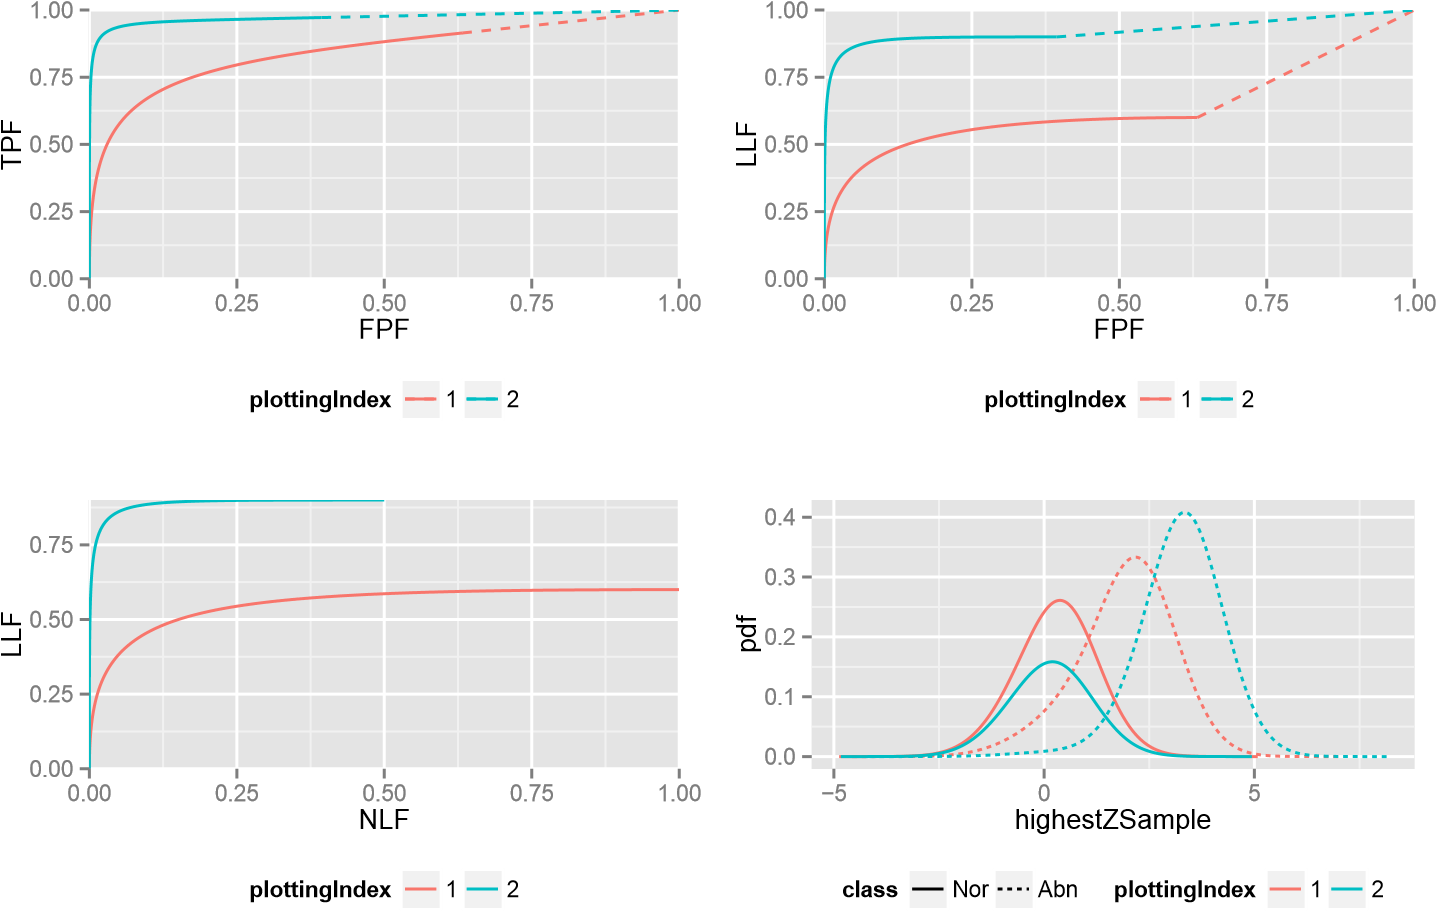 1.00
0.75
0.50
0.25
0.00
TPF
0.00 0.25 0.50 0.75 1.00
FPF
plottingIndex 1 2
1.00
0.75
0.50
0.25
0.00
LLF
0.00 0.25 0.50 0.75 1.00
FPF
plottingIndex 1 2
0.75
0.50
0.25
0.00
LLF
0.00 0.25 0.50 0.75 1.00
NLF
plottingIndex 1 2
0.4
0.3
0.2
0.1
0.0
pdf
−5 0 5
highestZSample
class Nor Abn plottingIndex 1 2